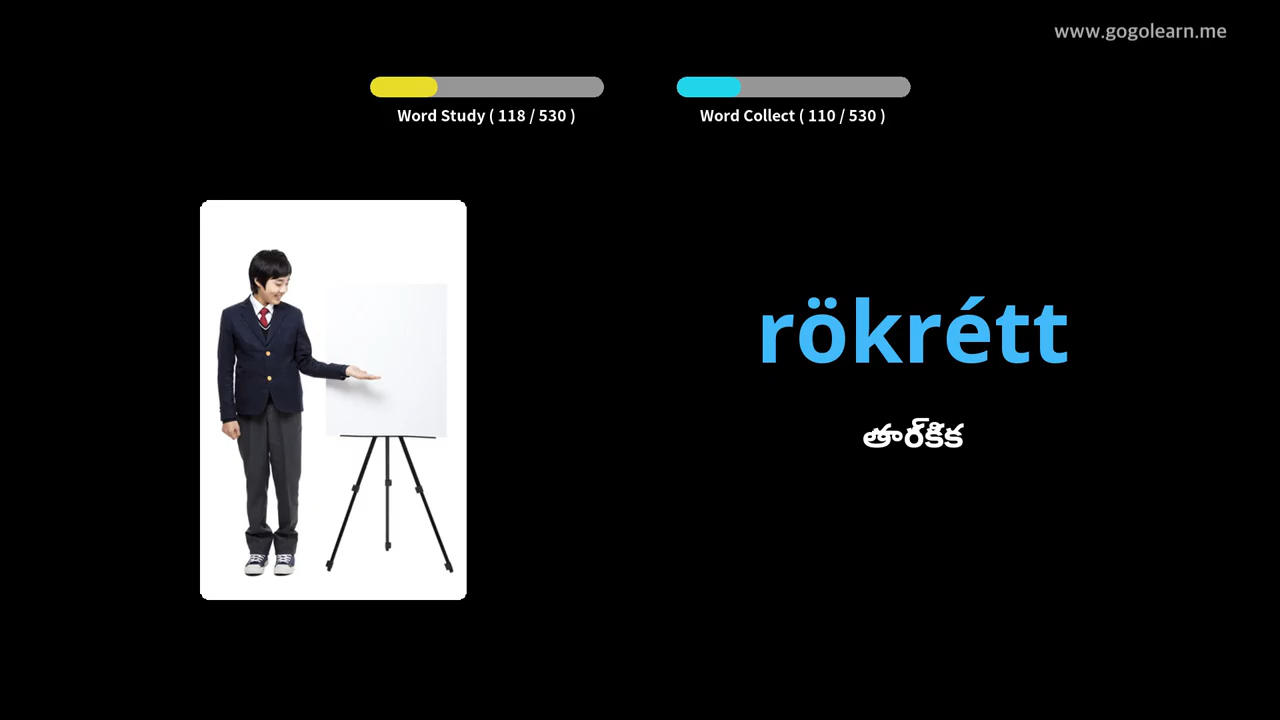 www.gogolearn.me
Word Study ( 118 / 530 )
Word Collect ( 110 / 530 )
rökrétt
తార్కిక